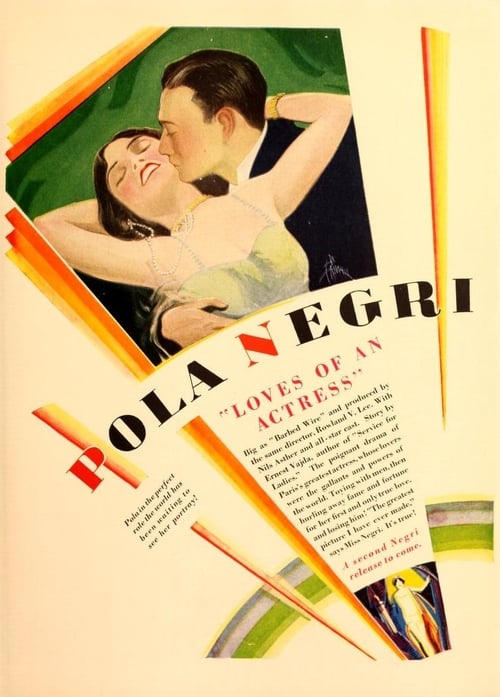 POLA NEGRI
"LOVES OF AN
ACTRESS"
Big as "Barbed Wire" and produced by
the same director, Rowland V. Lee. With
Nils Asther and all-star cast. Story by
Ernest Vajda, author of "Service for
Ladies." The poignant drama of
Paris's greatest actress, whose lovers
were the gallants and powers of
the world. Toying with men, then
hurling away fame and fortune
for her first and only true love
and losing him! "The greatest
picture I have ever made,"
says Miss Negri. It's true!
A second Negri
release to come.
Pola in the perfect
role the world has
been waiting to
see her portray!